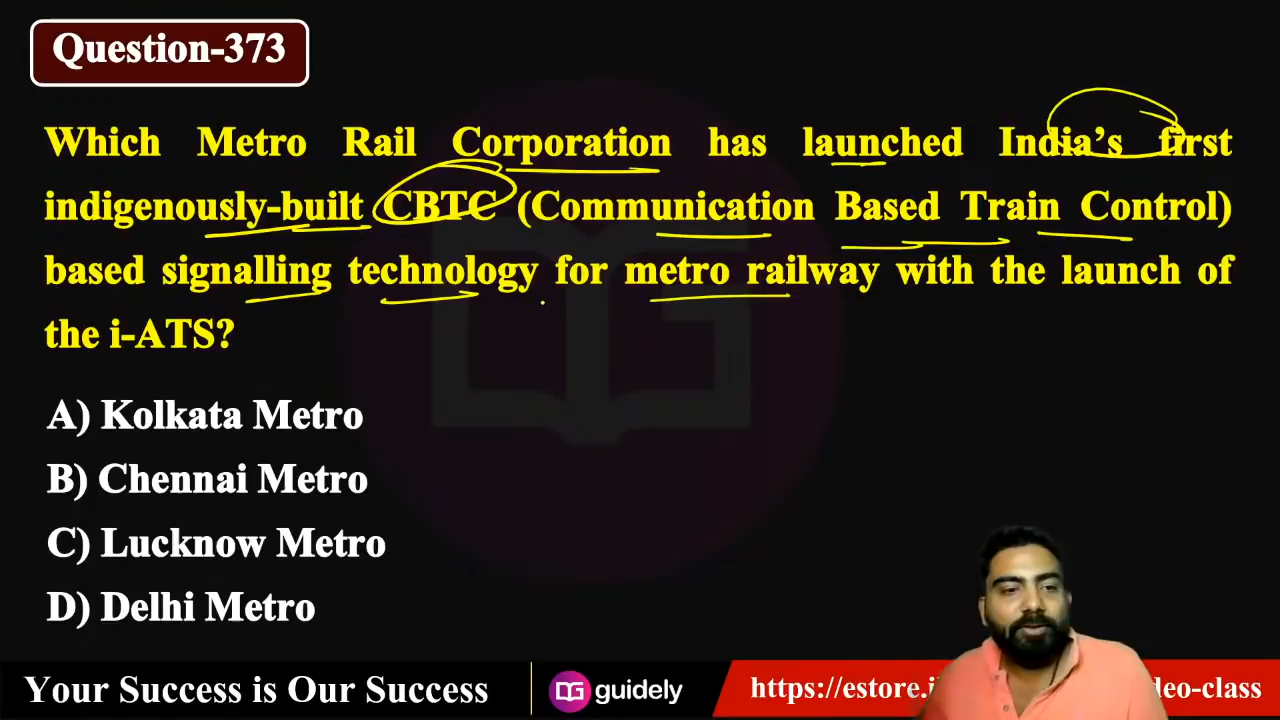 Question-373
Which Metro Rail Corporation has launched India's first
indigenously-built CBTC (Communication Based Train Control)
based signalling technology for metro railway with the launch of
the i-ATS?
A) Kolkata Metro
B) Chennai Metro
C) Lucknow Metro
D) Delhi Metro
Your Success is Our Success
guidely
https://estore.i
deo-class